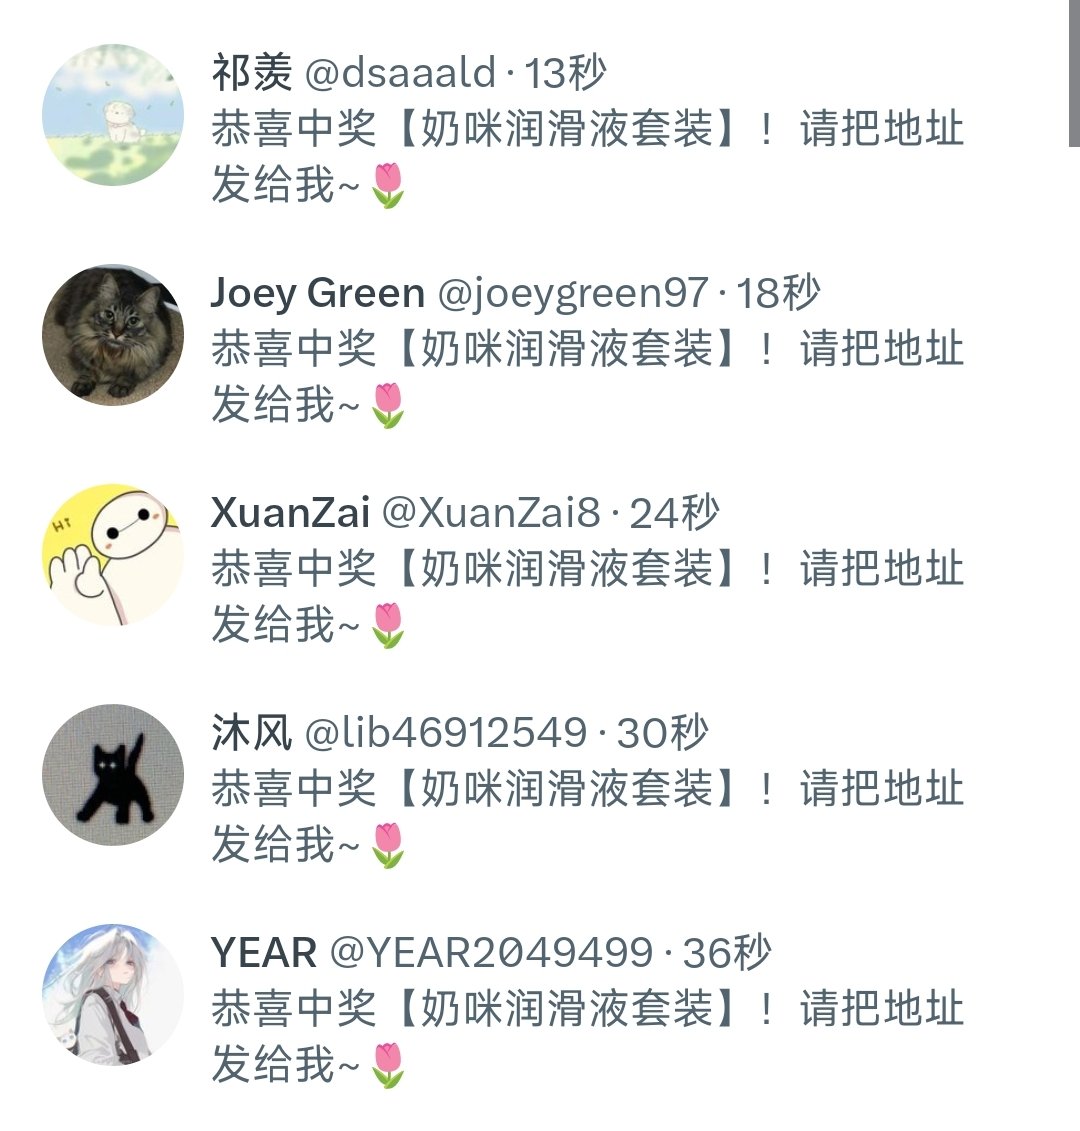 祁羡 @dsaaald · 13秒
恭喜中奖【奶咪润滑液套装】！请把地址
发给我~🌷
Joey Green @joeygreen97 · 18秒
恭喜中奖【奶咪润滑液套装】！请把地址
发给我~🌷
Hi
XuanZai @XuanZai8 · 24秒
恭喜中奖【奶咪润滑液套装】！请把地址
发给我~🌷
沐风 @lib46912549 · 30秒
恭喜中奖【奶咪润滑液套装】！请把地址
发给我~🌷
YEAR @YEAR2049499 · 36秒
恭喜中奖【奶咪润滑液套装】！请把地址
发给我~🌷